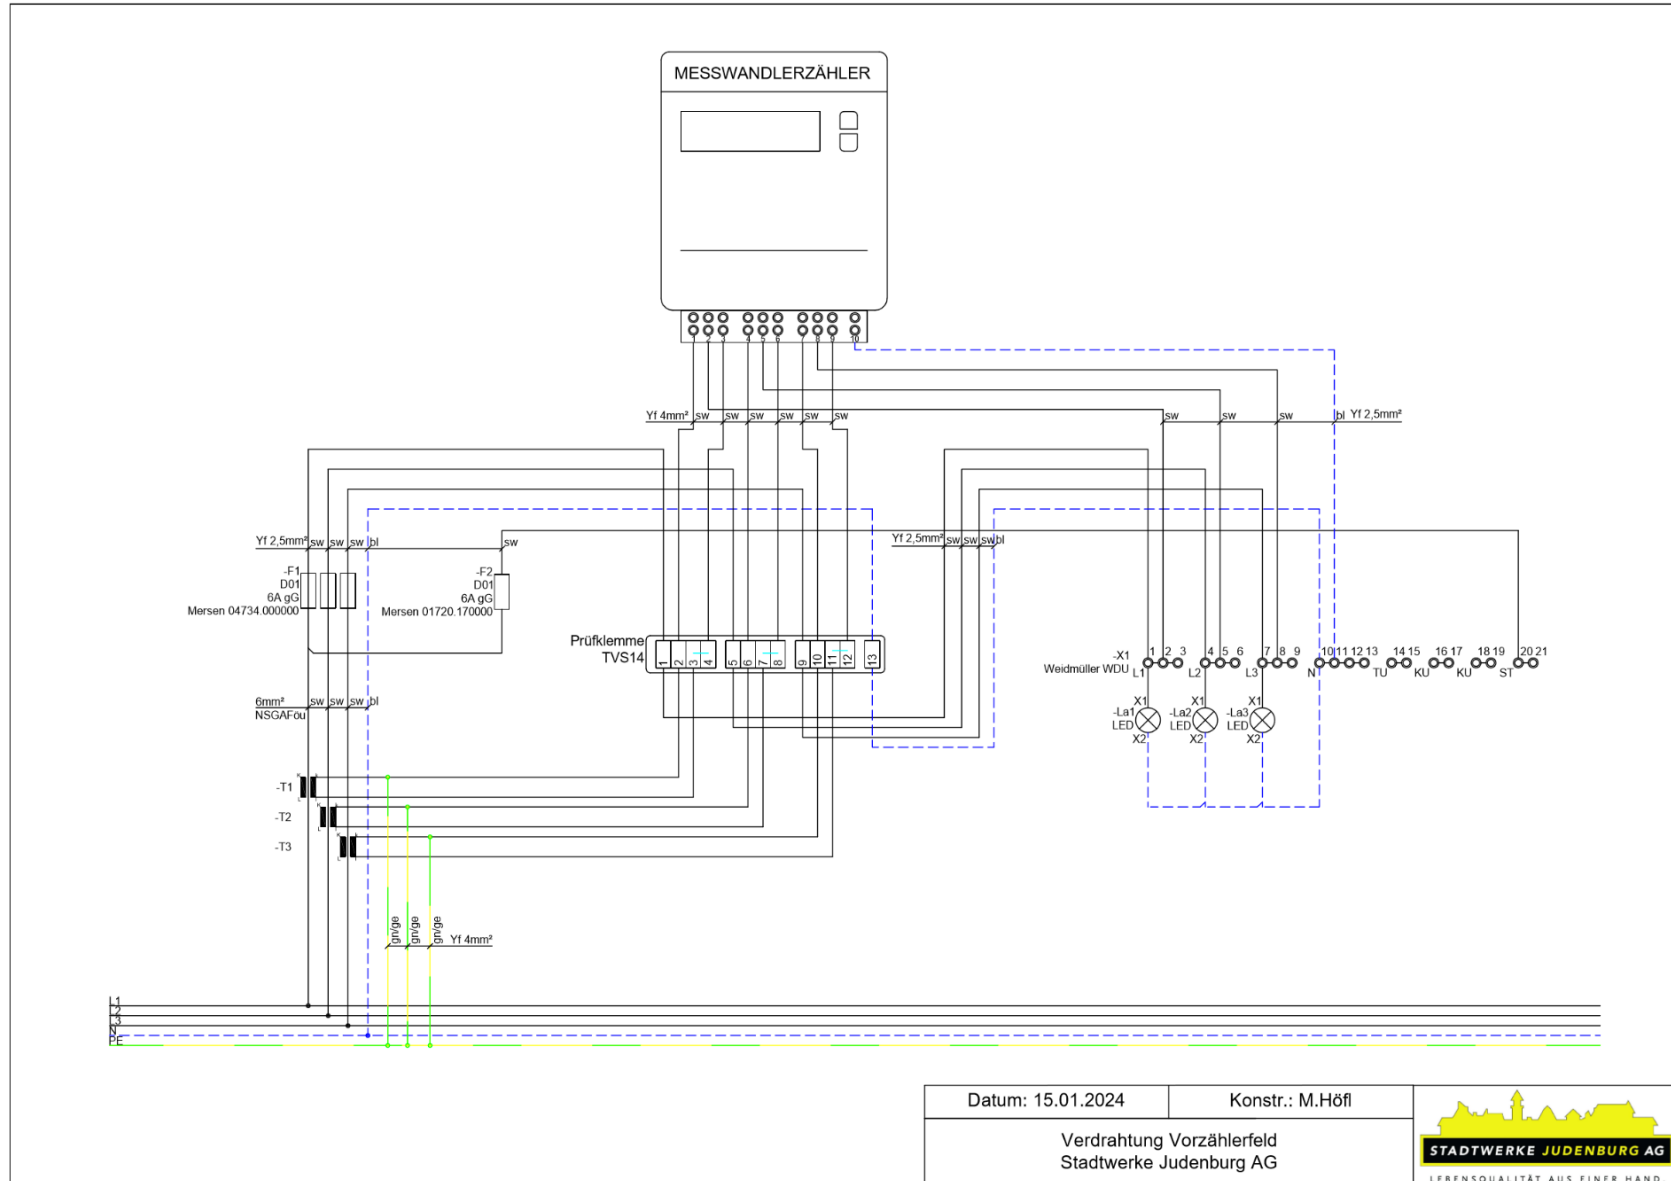 MESSWANDLERZÄHLER
1 2 3 4 5 6 7 8 9 10
Yf 4mm² sw sw sw sw sw sw
sw sw sw bl Yf 2,5mm²
Yf 2,5mm² sw sw sw bl sw
Yf 2,5mm² sw sw sw bl
-F1
D01
6A gG
Mersen 04734.000000
-F2
D01
6A gG
Mersen 01720.170000
Prüfklemme
TVS14
1 2 3 4 5 6 7 8 9 10 11 12 13
-X1
Weidmüller WDU
1 2 3 4 5 6 7 8 9 10 11 12 13 14 15 16 17 18 19 20 21
L1 L2 L3 N TU KU KU ST
X1 X1 X1
-La1 -La2 -La3
LED LED LED
X2 X2 X2
6mm² sw sw sw bl
NSGAFöu
-T1
-T2
-T3
gn/ge gn/ge gn/ge
Yf 4mm²
L1
L2
L3
N
PE
Datum: 15.01.2024
Konstr.: M.Höfl
Verdrahtung Vorzählerfeld
Stadtwerke Judenburg AG
STADTWERKE JUDENBURG AG
LEBENSQUALITÄT AUS EINER HAND